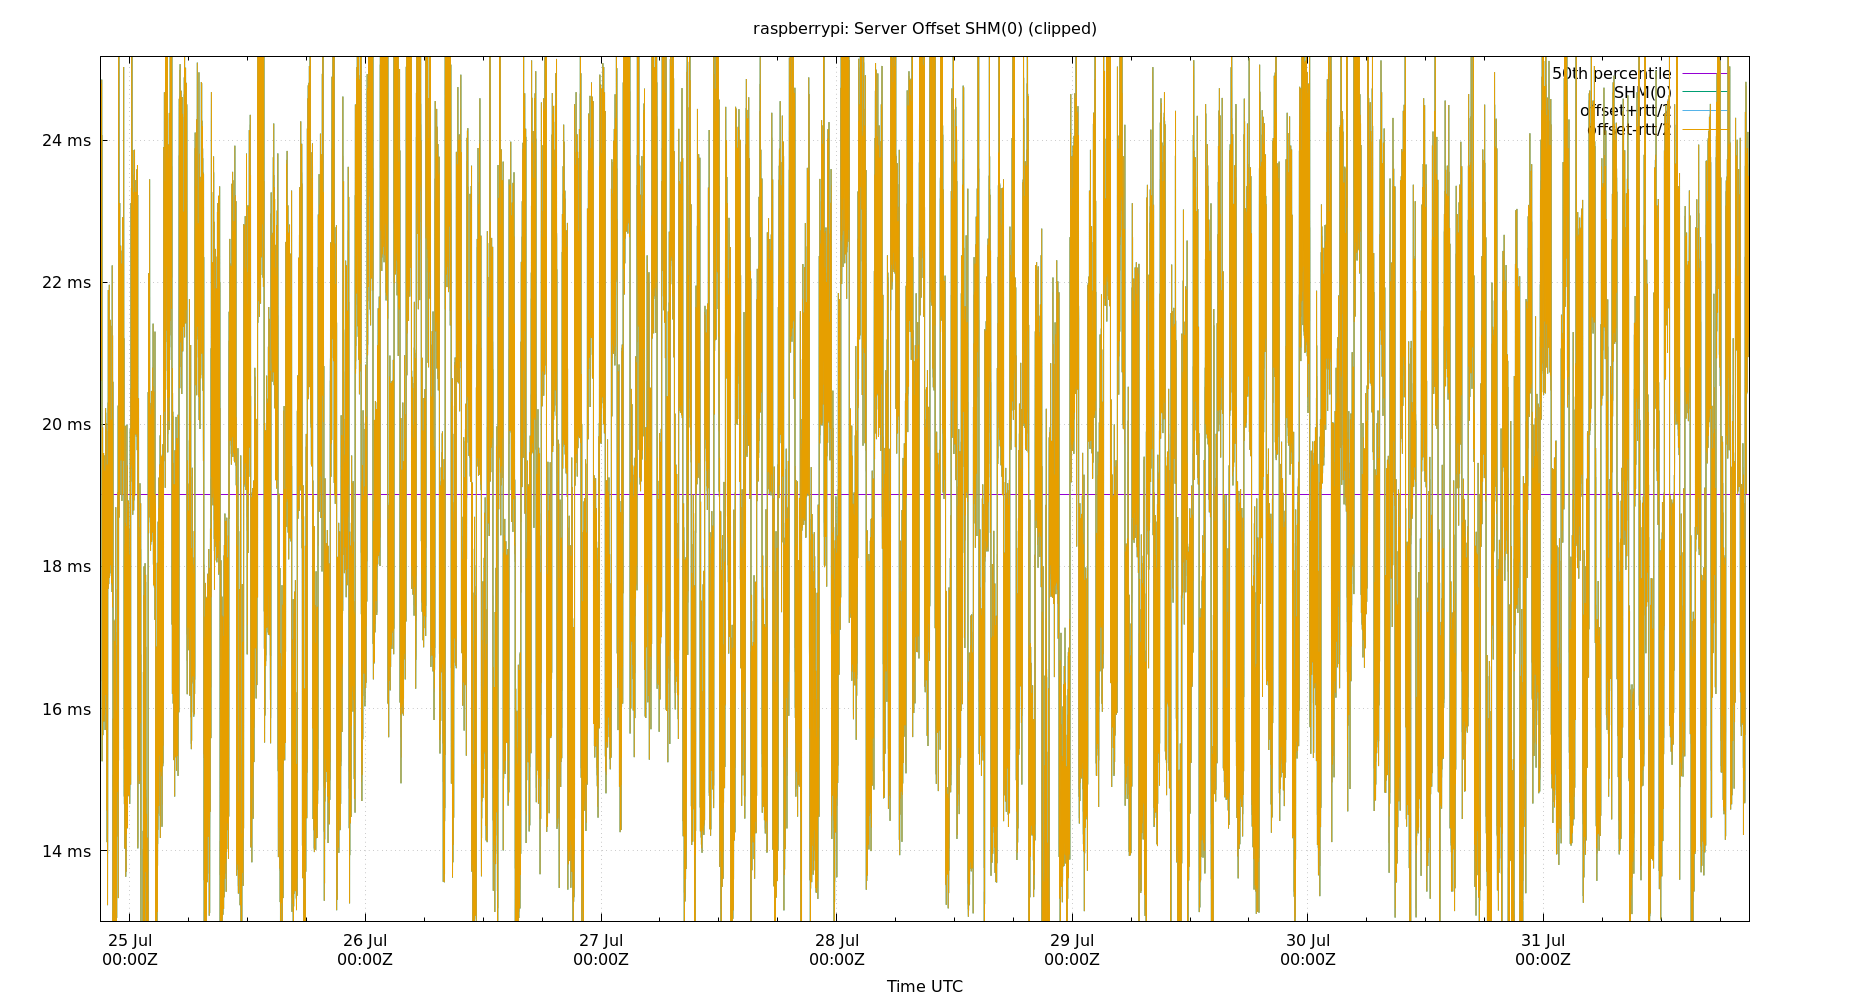 raspberrypi: Server Offset SHM(0) (clipped)
50th percentile
SHM(0)
offset+rtt/2
offset-rtt/2
24 ms
22 ms
20 ms
18 ms
16 ms
14 ms
25 Jul 26 Jul 27 Jul 28 Jul 29 Jul 30 Jul 31 Jul
00:00Z 00:00Z 00:00Z 00:00Z 00:00Z 00:00Z 00:00Z
Time UTC